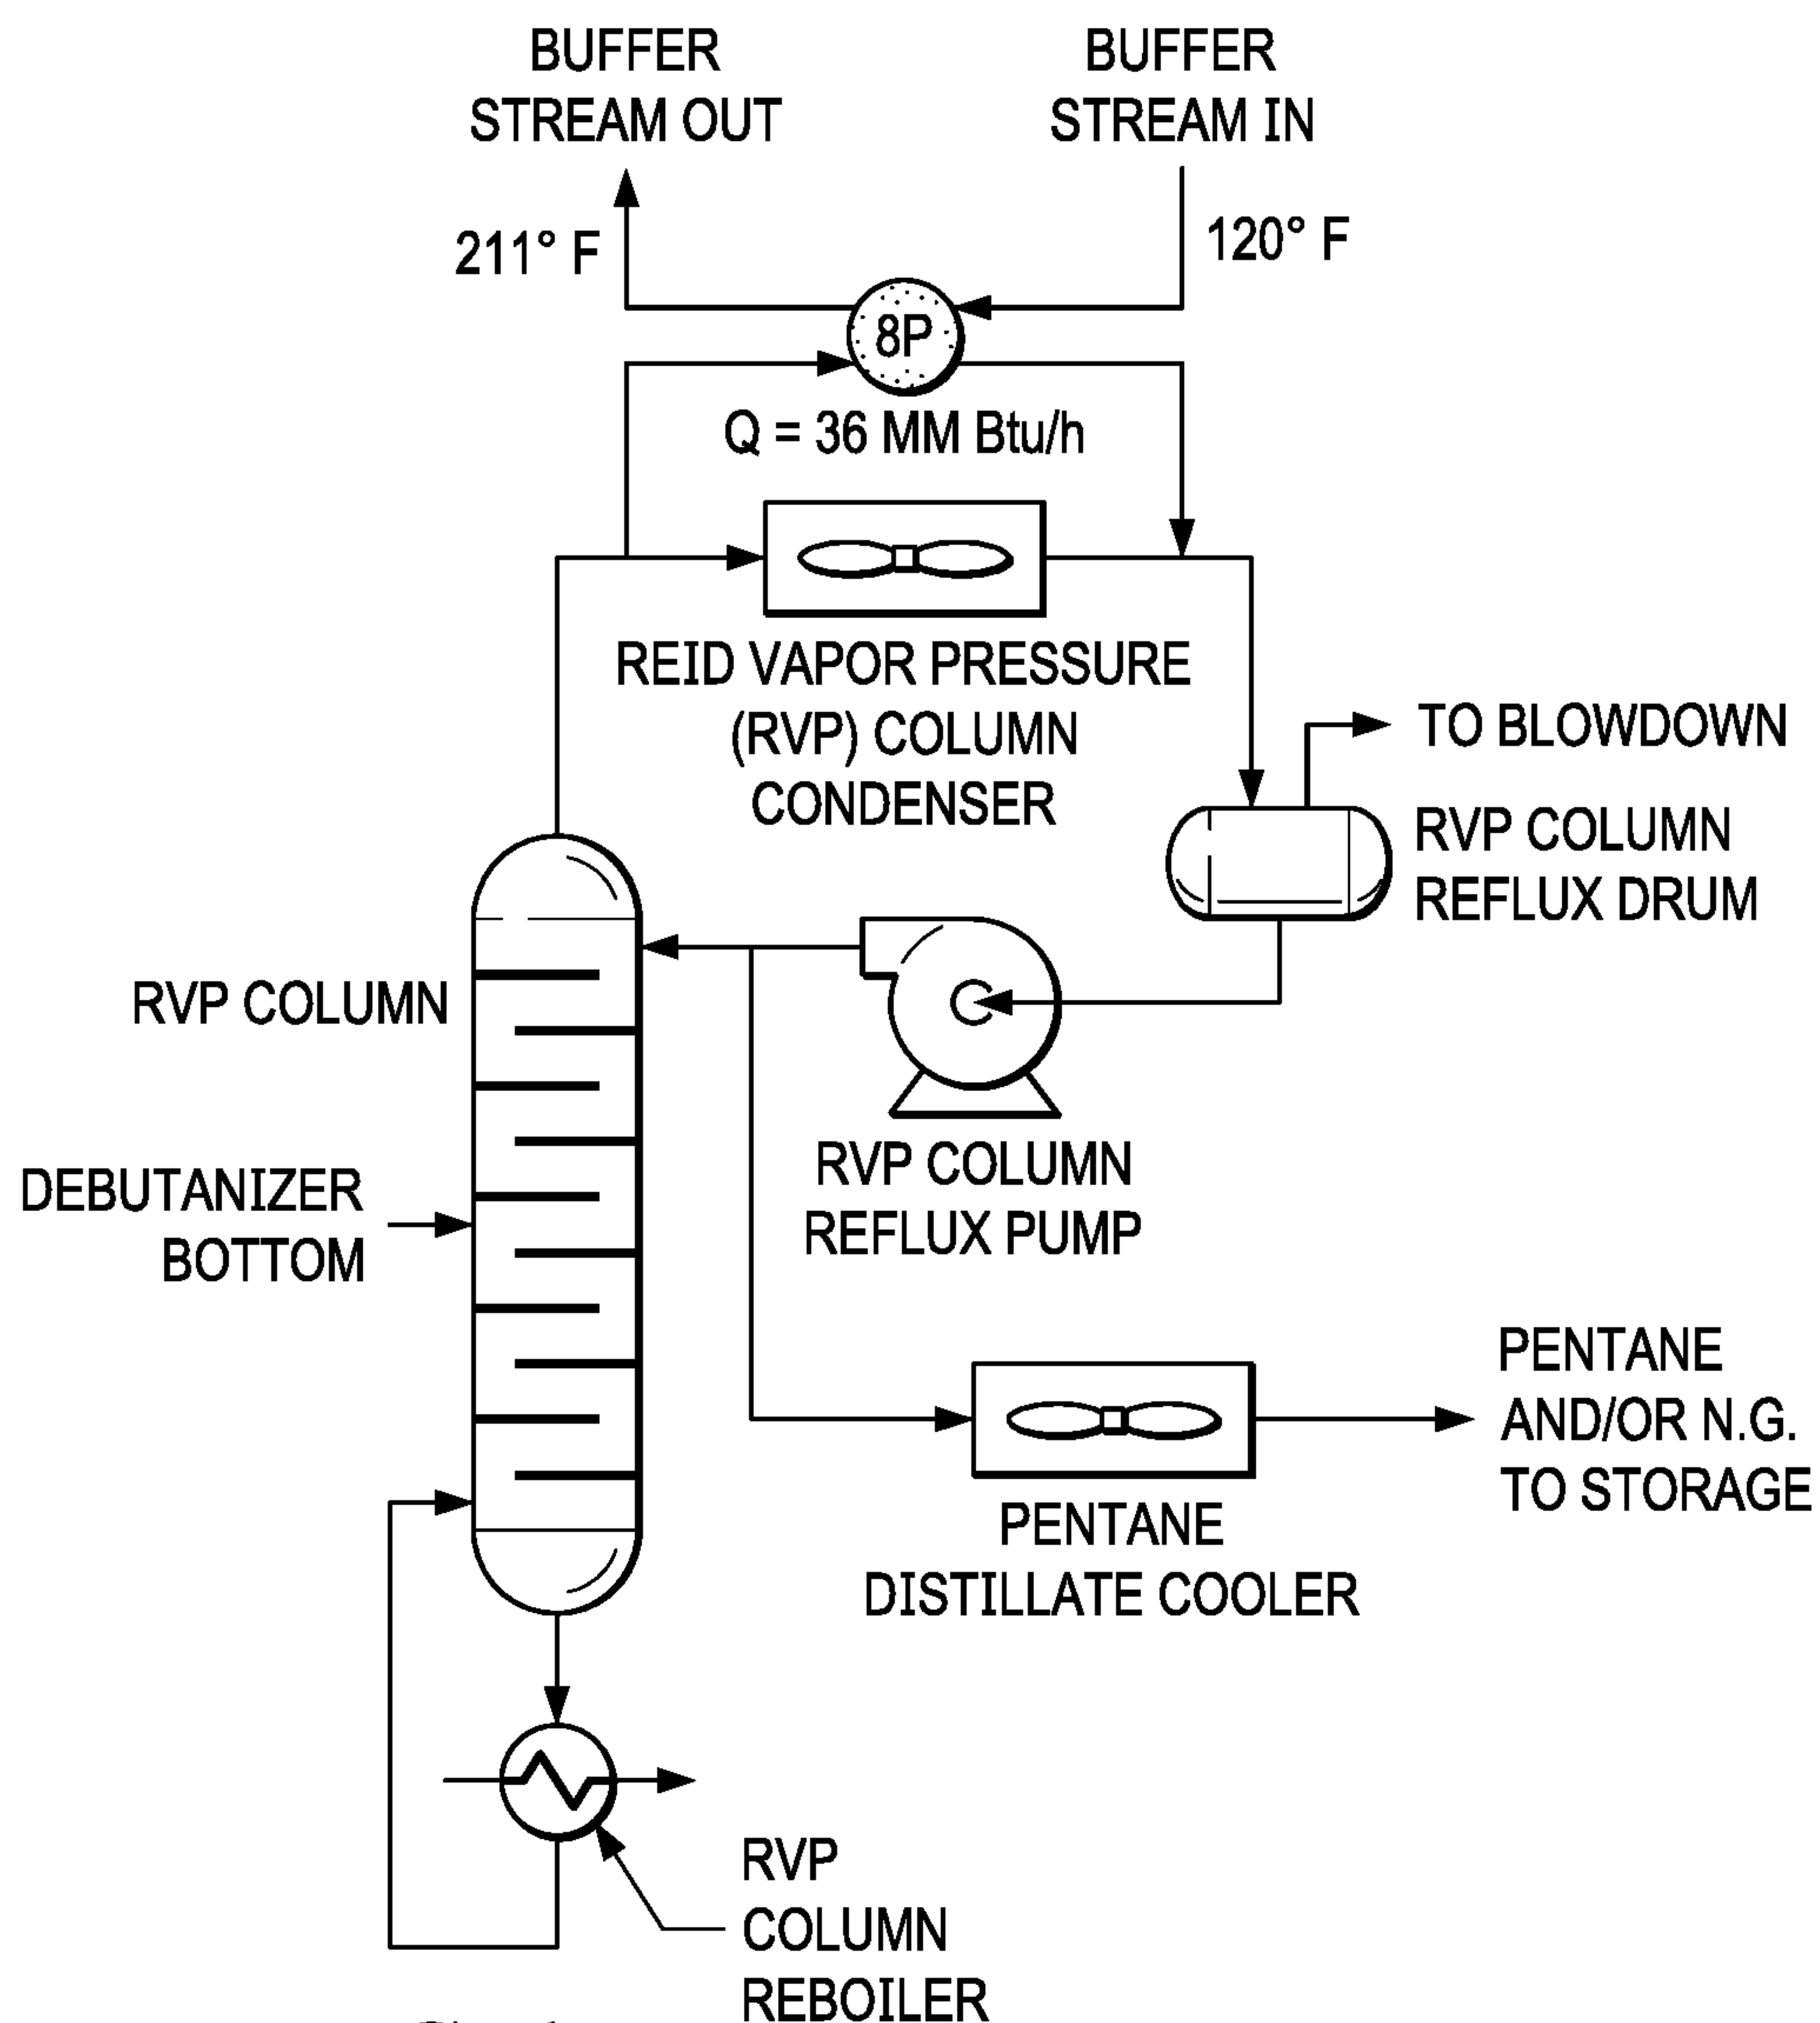 BUFFER
STREAM OUT
BUFFER
STREAM IN
211° F
120° F
8P
Q = 36 MM Btu/h
REID VAPOR PRESSURE
(RVP) COLUMN
CONDENSER
TO BLOWDOWN
RVP COLUMN
REFLUX DRUM
RVP COLUMN
RVP COLUMN
REFLUX PUMP
DEBUTANIZER
BOTTOM
PENTANE
AND/OR N.G.
TO STORAGE
PENTANE
DISTILLATE COOLER
RVP
COLUMN
REBOILER